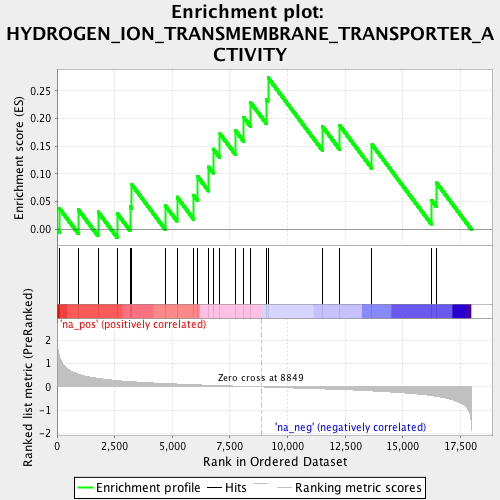 Enrichment plot:
HYDROGEN_ION_TRANSMEMBRANE_TRANSPORTER_A
CTIVITY
Enrichment score (ES)
0.25
0.20
0.15
0.10
0.05
0.00
'na_pos' (positively correlated)
Ranked list metric (PreRanked)
2
1
0
-1
-2
Zero cross at 8849
'na_neg' (negatively correlated)
0
2,500
5,000
7,500
10,000
12,500
15,000
17,500
Rank in Ordered Dataset
Enrichment profile
Hits
Ranking metric scores